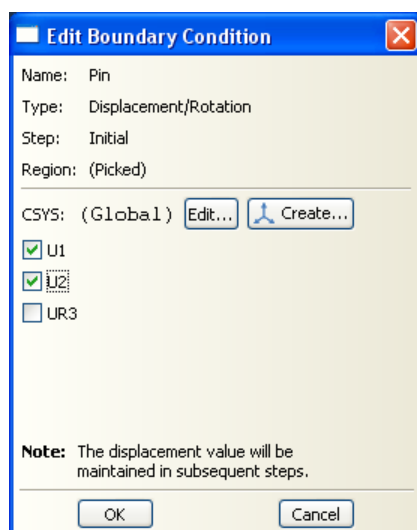 Edit Boundary Condition
Name: Pin
Type: Displacement/Rotation
Step: Initial
Region: (Picked)
CSYS: (Global) Edit... Create...
U1
U2
UR3
Note: The displacement value will be
maintained in subsequent steps.
OK Cancel